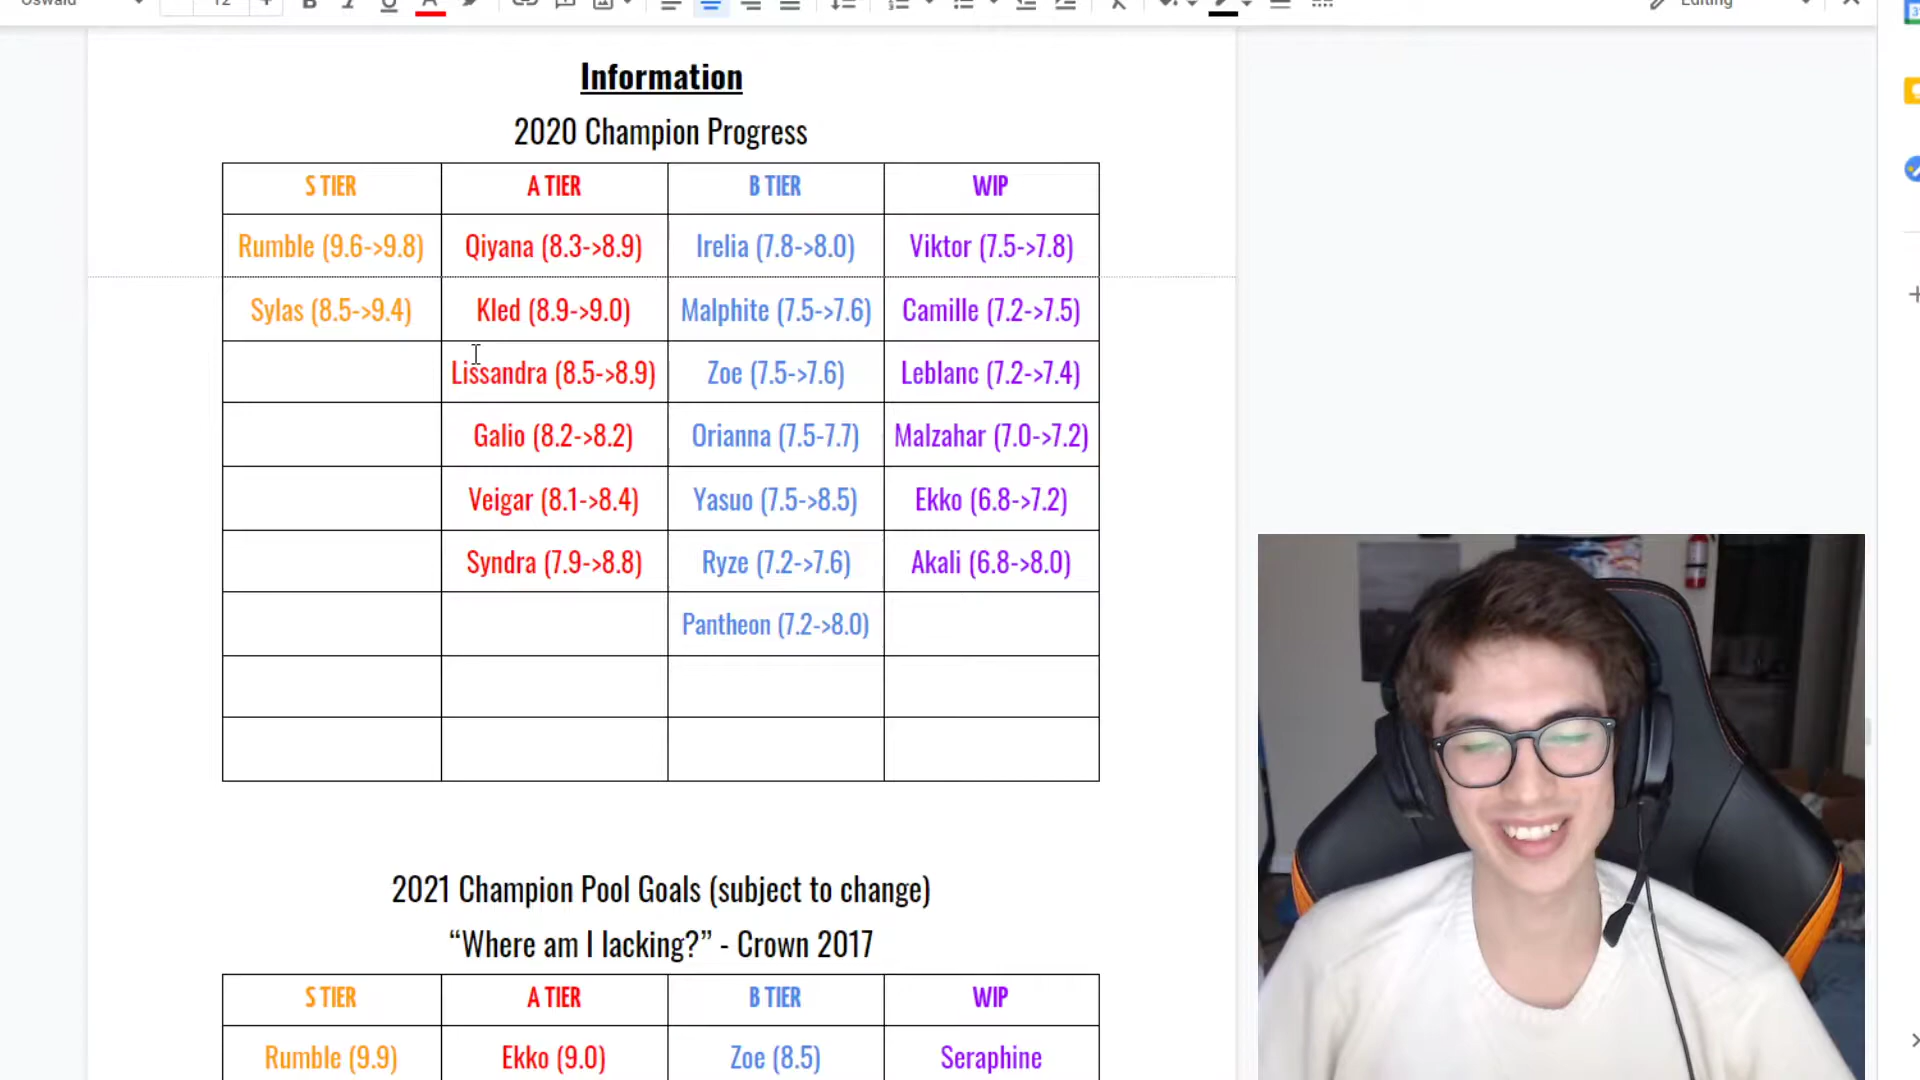 Oswald 12 + B I U A Editing
Information
2020 Champion Progress
S TIER A TIER B TIER WIP
Rumble (9.6->9.8) Qiyana (8.3->8.9) Irelia (7.8->8.0) Viktor (7.5->7.8)
Sylas (8.5->9.4) Kled (8.9->9.0) Malphite (7.5->7.6) Camille (7.2->7.5)
Lissandra (8.5->8.9) Zoe (7.5->7.6) Leblanc (7.2->7.4)
Galio (8.2->8.2) Orianna (7.5-7.7) Malzahar (7.0->7.2)
Veigar (8.1->8.4) Yasuo (7.5->8.5) Ekko (6.8->7.2)
Syndra (7.9->8.8) Ryze (7.2->7.6) Akali (6.8->8.0)
Pantheon (7.2->8.0)
2021 Champion Pool Goals (subject to change)
“Where am I lacking?” - Crown 2017
S TIER A TIER B TIER WIP
Rumble (9.9) Ekko (9.0) Zoe (8.5) Seraphine